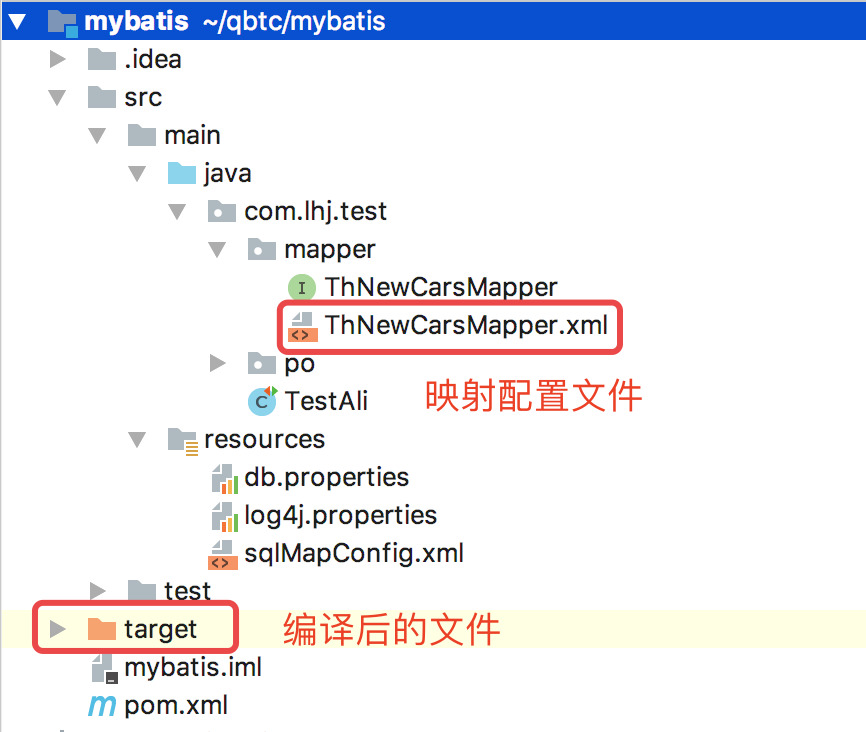 mybatis ~/qbtc/mybatis
.idea
src
main
java
com.lhj.test
mapper
I ThNewCarsMapper
<> ThNewCarsMapper.xml
po
C TestAli
映射配置文件
resources
db.properties
log4j.properties
<> sqlMapConfig.xml
test
target 编译后的文件
mybatis.iml
m pom.xml